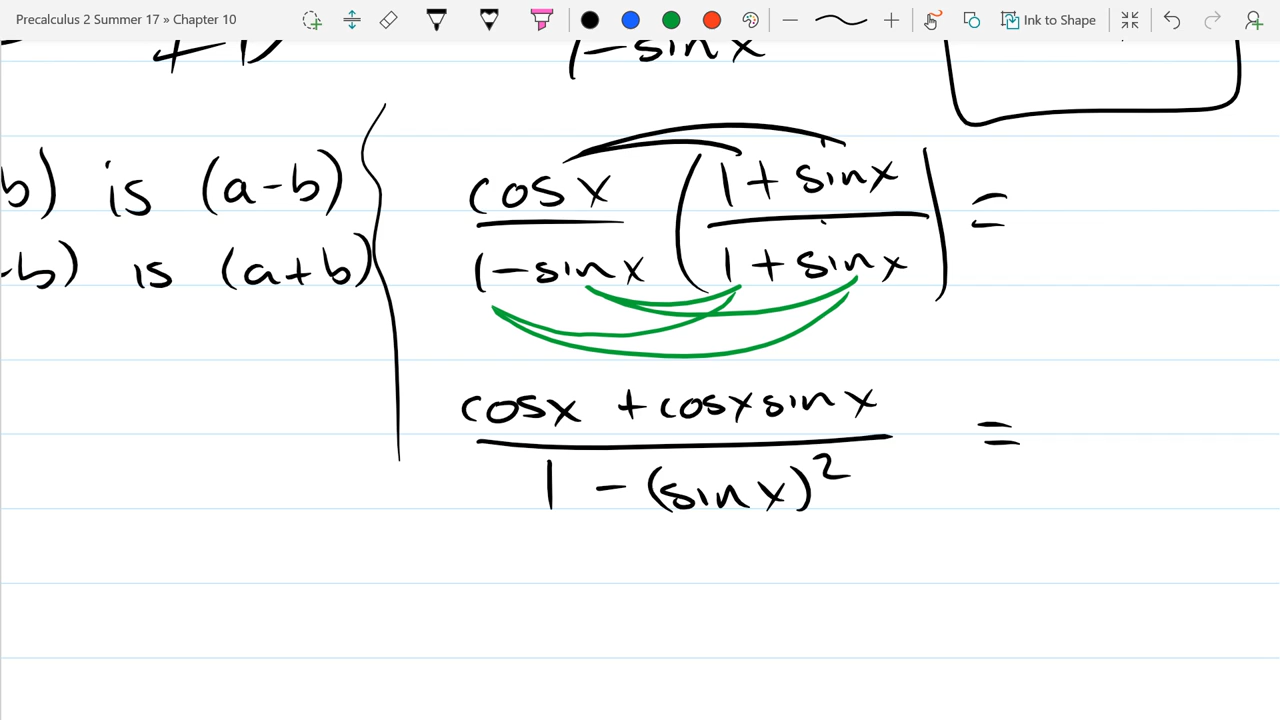 Precalculus 2 Summer 17 » Chapter 10
Ink to Shape
1-sinx
b) is (a-b)
-b) is (a+b)
cosx (1 + sinx) =
1-sinx (1 + sinx)
cosx + cosxsinx =
1 - (sinx)²